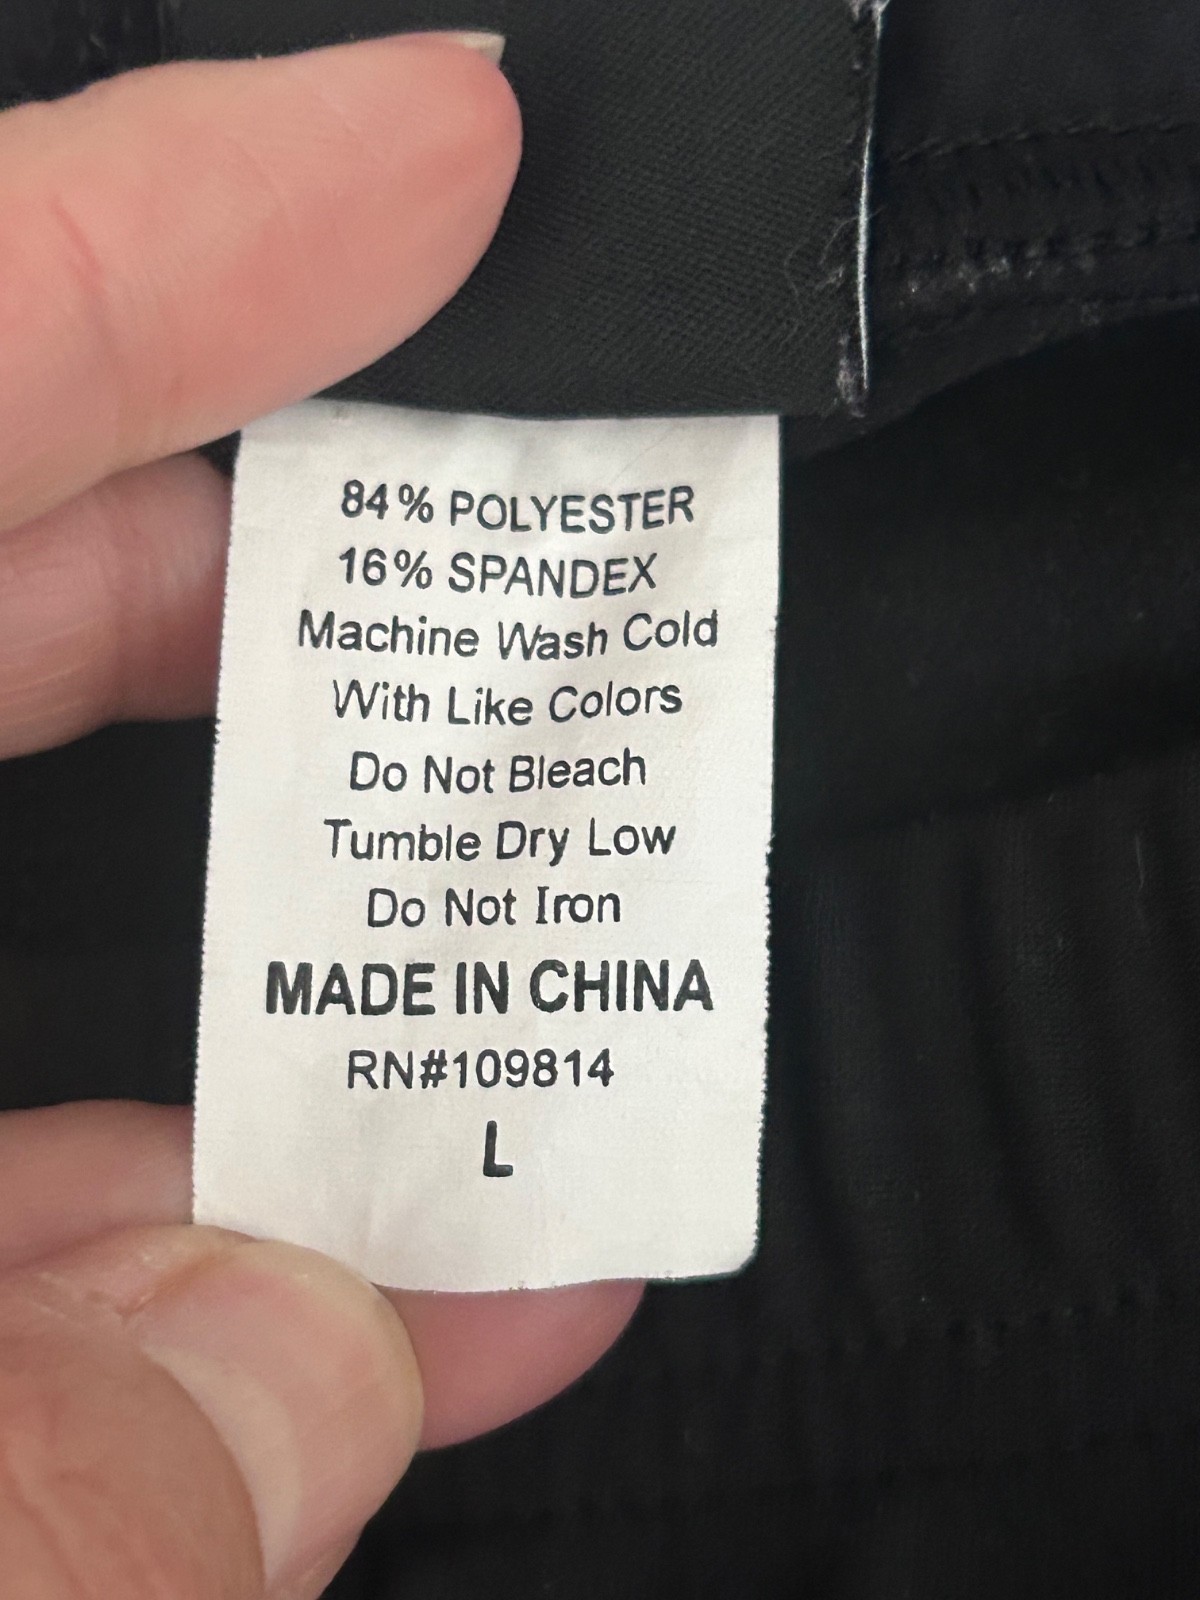 84% POLYESTER
16% SPANDEX
Machine Wash Cold
With Like Colors
Do Not Bleach
Tumble Dry Low
Do Not Iron
MADE IN CHINA
RN#109814
L